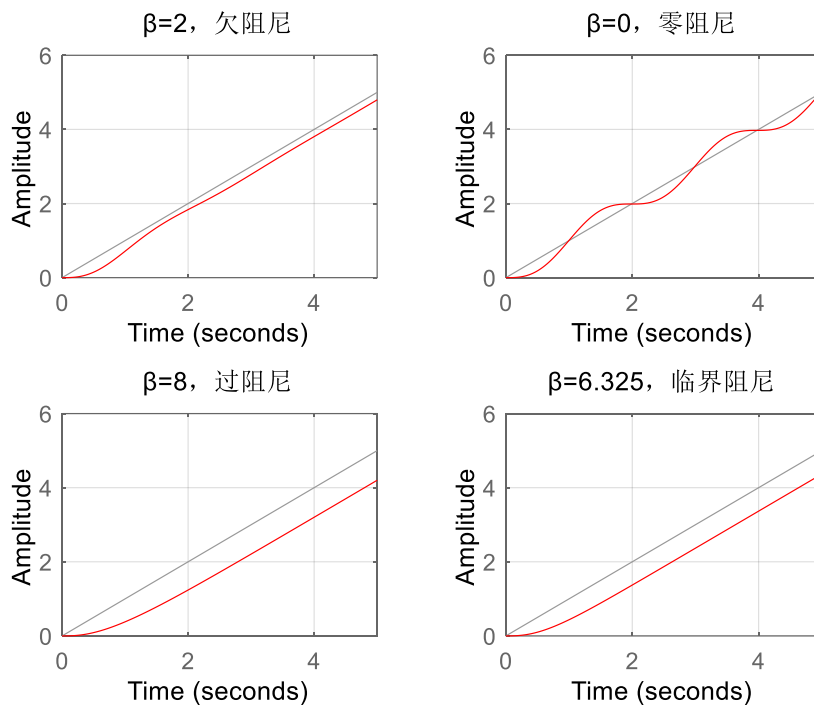 β=2，欠阻尼
6
4
2
0
Amplitude
0 2 4
Time (seconds)
β=0，零阻尼
6
4
2
0
Amplitude
0 2 4
Time (seconds)
β=8，过阻尼
6
4
2
0
Amplitude
0 2 4
Time (seconds)
β=6.325，临界阻尼
6
4
2
0
Amplitude
0 2 4
Time (seconds)